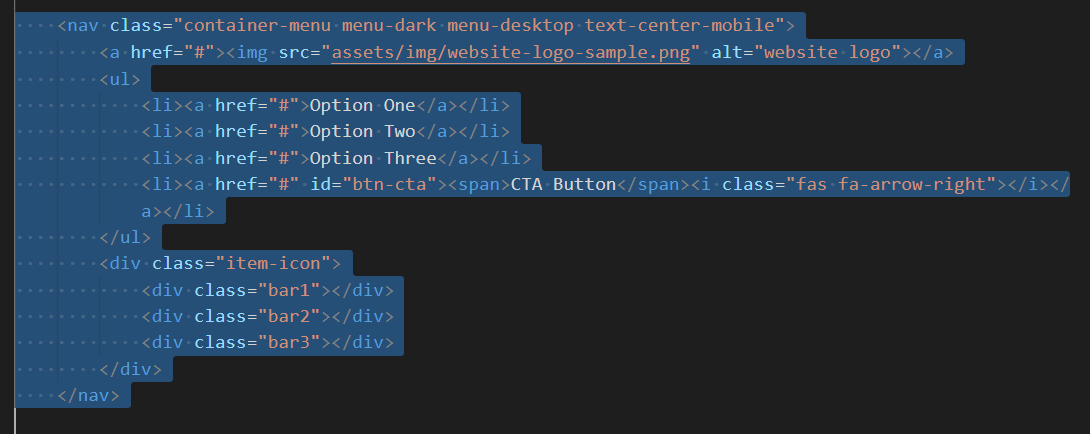 <nav class="container-menu menu-dark menu-desktop text-center-mobile">
<a href="#"><img src="assets/img/website-logo-sample.png" alt="website logo"></a>
<ul>
<li><a href="#">Option One</a></li>
<li><a href="#">Option Two</a></li>
<li><a href="#">Option Three</a></li>
<li><a href="#" id="btn-cta"><span>CTA Button</span><i class="fas fa-arrow-right"></i></
a></li>
</ul>
<div class="item-icon">
<div class="bar1"></div>
<div class="bar2"></div>
<div class="bar3"></div>
</div>
</nav>